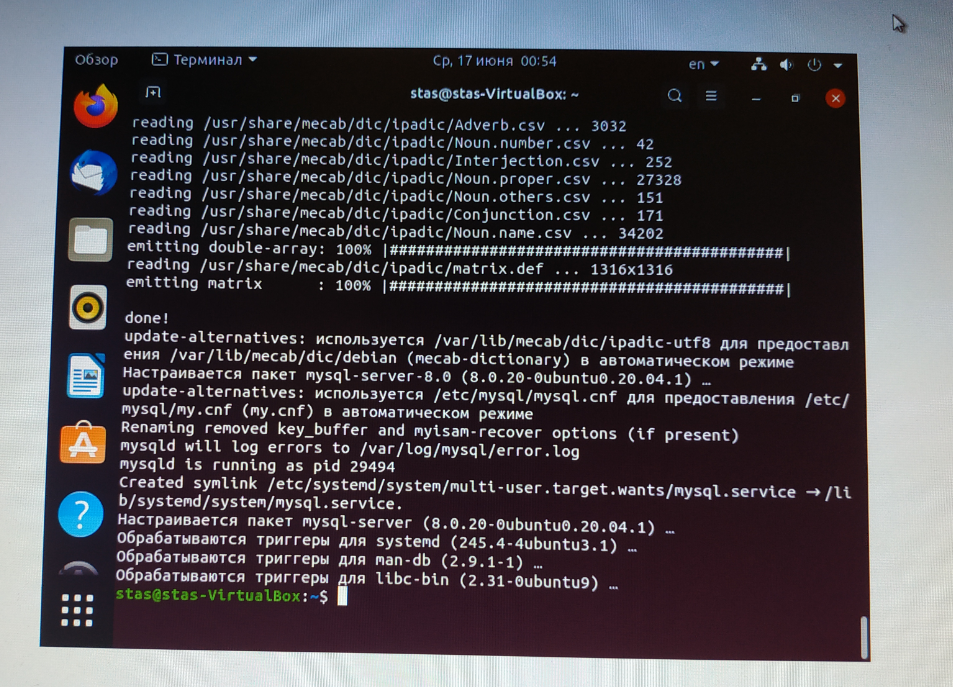 Обзор Терминал Ср, 17 июня 00:54 en
stas@stas-VirtualBox: ~
reading /usr/share/mecab/dic/ipadic/Adverb.csv ... 3032
reading /usr/share/mecab/dic/ipadic/Noun.number.csv ... 42
reading /usr/share/mecab/dic/ipadic/Interjection.csv ... 252
reading /usr/share/mecab/dic/ipadic/Noun.proper.csv ... 27328
reading /usr/share/mecab/dic/ipadic/Noun.others.csv ... 151
reading /usr/share/mecab/dic/ipadic/Conjunction.csv ... 171
reading /usr/share/mecab/dic/ipadic/Noun.name.csv ... 34202
emitting double-array: 100% |###########################################|
reading /usr/share/mecab/dic/ipadic/matrix.def ... 1316x1316
emitting matrix      : 100% |###########################################|
done!
update-alternatives: используется /var/lib/mecab/dic/ipadic-utf8 для предоставл
ения /var/lib/mecab/dic/debian (mecab-dictionary) в автоматическом режиме
Настраивается пакет mysql-server-8.0 (8.0.20-0ubuntu0.20.04.1) …
update-alternatives: используется /etc/mysql/mysql.cnf для предоставления /etc/
mysql/my.cnf (my.cnf) в автоматическом режиме
Renaming removed key_buffer and myisam-recover options (if present)
mysqld will log errors to /var/log/mysql/error.log
mysqld is running as pid 29494
Created symlink /etc/systemd/system/multi-user.target.wants/mysql.service → /li
b/systemd/system/mysql.service.
Настраивается пакет mysql-server (8.0.20-0ubuntu0.20.04.1) …
Обрабатываются триггеры для systemd (245.4-4ubuntu3.1) …
Обрабатываются триггеры для man-db (2.9.1-1) …
Обрабатываются триггеры для libc-bin (2.31-0ubuntu9) …
stas@stas-VirtualBox:~$